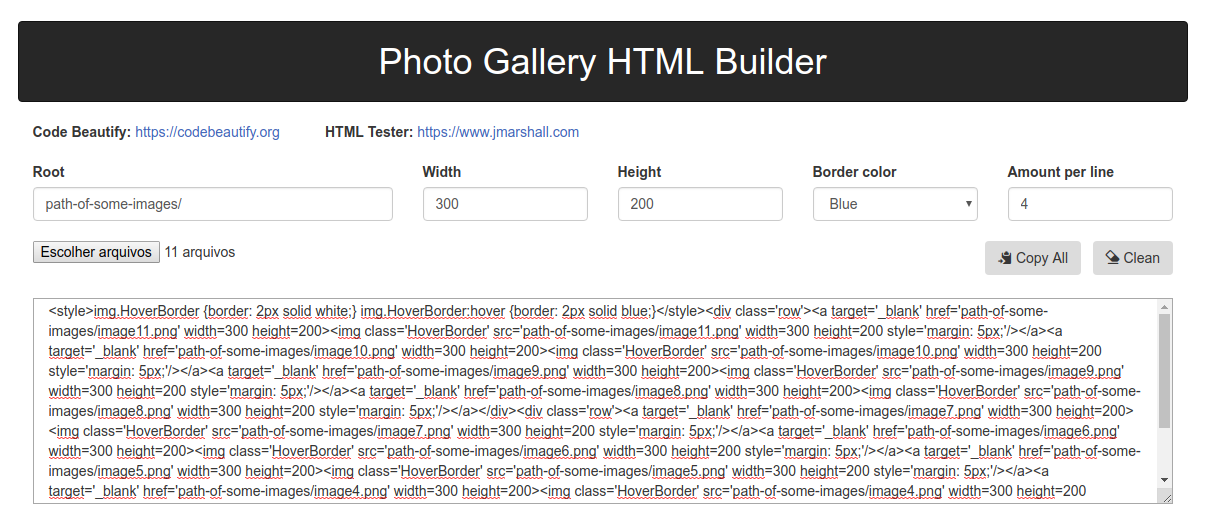 Photo Gallery HTML Builder
Code Beautify: https://codebeautify.org HTML Tester: https://www.jmarshall.com
Root Width Height Border color Amount per line
path-of-some-images/ 300 200 Blue 4
Escolher arquivos 11 arquivos Copy All Clean
<style>img.HoverBorder {border: 2px solid white;} img.HoverBorder:hover {border: 2px solid blue;}</style><div class='row'><a target='_blank' href='path-of-some-
images/image11.png' width=300 height=200><img class='HoverBorder' src='path-of-some-images/image11.png' width=300 height=200 style='margin: 5px;'/></a><a
target='_blank' href='path-of-some-images/image10.png' width=300 height=200><img class='HoverBorder' src='path-of-some-images/image10.png' width=300 height=200
style='margin: 5px;'/></a><a target='_blank' href='path-of-some-images/image9.png' width=300 height=200><img class='HoverBorder' src='path-of-some-images/image9.png'
width=300 height=200 style='margin: 5px;'/></a><a target='_blank' href='path-of-some-images/image8.png' width=300 height=200><img class='HoverBorder' src='path-of-some-
images/image8.png' width=300 height=200 style='margin: 5px;'/></a></div><div class='row'><a target='_blank' href='path-of-some-images/image7.png' width=300 height=200>
<img class='HoverBorder' src='path-of-some-images/image7.png' width=300 height=200 style='margin: 5px;'/></a><a target='_blank' href='path-of-some-images/image6.png'
width=300 height=200><img class='HoverBorder' src='path-of-some-images/image6.png' width=300 height=200 style='margin: 5px;'/></a><a target='_blank' href='path-of-some-
images/image5.png' width=300 height=200><img class='HoverBorder' src='path-of-some-images/image5.png' width=300 height=200 style='margin: 5px;'/></a><a
target='_blank' href='path-of-some-images/image4.png' width=300 height=200><img class='HoverBorder' src='path-of-some-images/image4.png' width=300 height=200